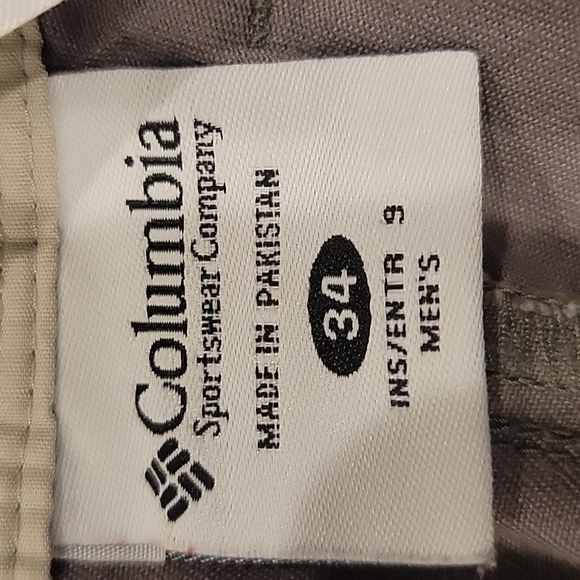 Columbia
Sportswear Company
MADE IN PAKISTAN
34
INS/ENTR 9
MEN'S